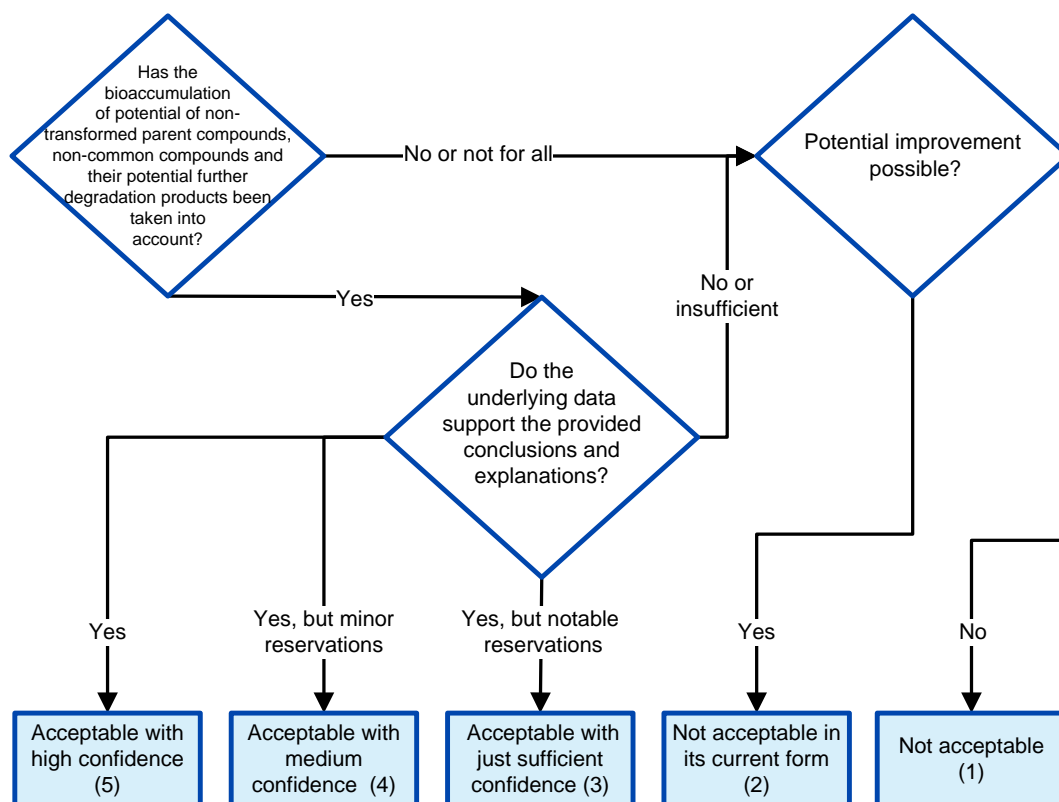 Has the
bioaccumulation
of potential of non-
transformed parent compounds,
non-common compounds and
their potential further
degradation products been
taken into
account?
No or not for all
Potential improvement
possible?
Yes
No or
insufficient
Do the
underlying data
support the provided
conclusions and
explanations?
Yes
Yes, but minor
reservations
Yes, but notable
reservations
Yes
No
Acceptable with
high confidence
(5)
Acceptable with
medium
confidence (4)
Acceptable with
just sufficient
confidence (3)
Not acceptable in
its current form
(2)
Not acceptable
(1)